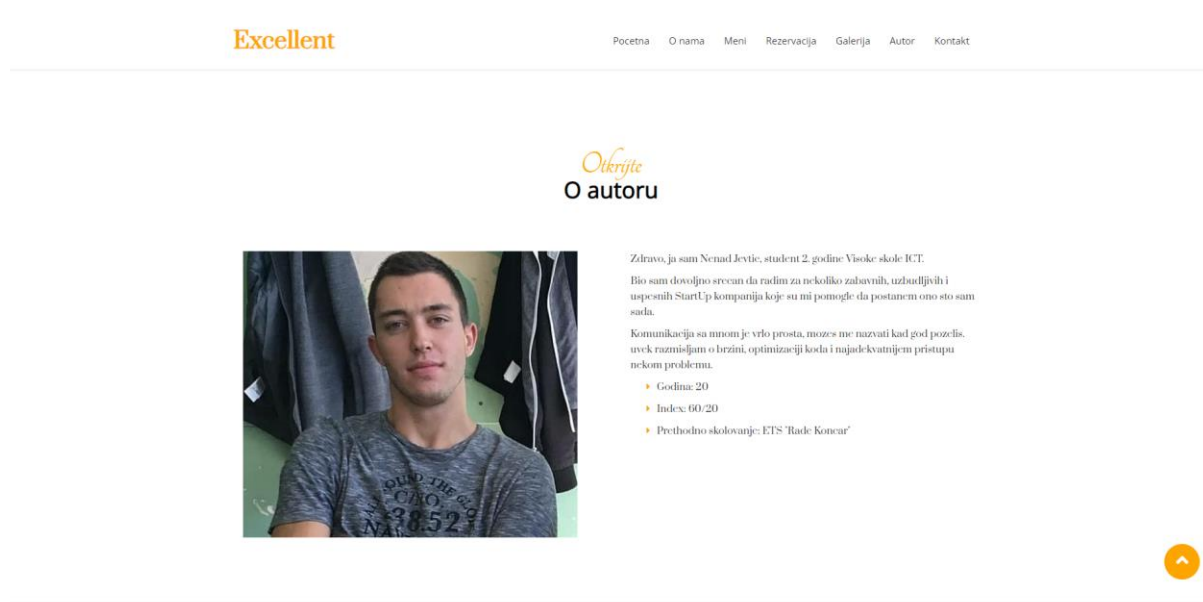 Excellent
Pocetna O nama Meni Rezervacija Galerija Autor Kontakt
Otkrijte
O autoru
Zdravo, ja sam Nenad Jevtic, student 2. godine Visoke skole ICT.
Bio sam dovoljno srecan da radim za nekoliko zabavnih, uzbudljivih i
uspesnih StartUp kompanija koje su mi pomogle da postanem ono sto sam
sada.
Komunikacija sa mnom je vrlo prosta, mozes me nazvati kad god pozelis.
uvek razmisljam o brzini, optimizaciji koda i najadekvatnijem pristupu
nekom problemu.
Godina: 20
Index: 60/20
Prethodno skolovanje: ETS "Rade Koncar"
THE
38.52